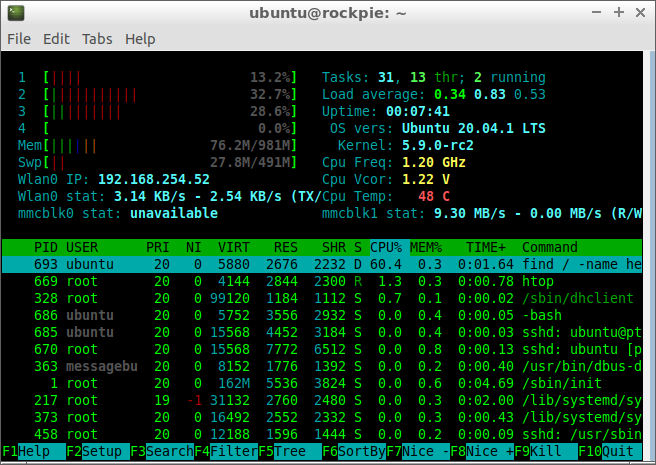 ubuntu@rockpie: ~
File Edit Tabs Help
1 [|||| 13.2%] Tasks: 31, 13 thr; 2 running
2 [||||||||||| 32.7%] Load average: 0.34 0.83 0.53
3 [||||||||| 28.6%] Uptime: 00:07:41
4 [ 0.0%] OS vers: Ubuntu 20.04.1 LTS
Mem[|||||| 76.2M/981M] Kernel: 5.9.0-rc2
Swp[|| 27.8M/491M] Cpu Freq: 1.20 GHz
Wlan0 IP: 192.168.254.52 Cpu Vcor: 1.22 V
Wlan0 stat: 3.14 KB/s - 2.54 KB/s (TX/Cpu Temp: 48 C
mmcblk0 stat: unavailable mmcblk1 stat: 9.30 MB/s - 0.00 MB/s (R/W
PID USER PRI NI VIRT RES SHR S CPU% MEM% TIME+ Command
693 ubuntu 20 0 5880 2676 2232 D 60.4 0.3 0:01.64 find / -name he
669 root 20 0 4144 2844 2300 R 1.3 0.3 0:00.78 htop
328 root 20 0 99120 1184 1112 S 0.7 0.1 0:00.02 /sbin/dhclient
686 ubuntu 20 0 5752 3556 2932 S 0.0 0.4 0:00.05 -bash
685 ubuntu 20 0 15568 4452 3184 S 0.0 0.4 0:00.03 sshd: ubuntu@pt
670 root 20 0 15568 7772 6512 S 0.0 0.8 0:00.13 sshd: ubuntu [p
363 messagebu 20 0 8152 1776 1392 S 0.0 0.2 0:00.40 /usr/bin/dbus-d
1 root 20 0 162M 5536 3824 S 0.0 0.6 0:04.69 /sbin/init
217 root 19 -1 31132 2760 2480 S 0.0 0.3 0:02.00 /lib/systemd/sy
373 root 20 0 16492 2552 2332 S 0.0 0.3 0:00.43 /lib/systemd/sy
458 root 20 0 12188 1596 1444 S 0.0 0.2 0:00.09 sshd: /usr/sbin
F1Help F2Setup F3SearchF4FilterF5Tree F6SortByF7Nice -F8Nice +F9Kill F10Quit